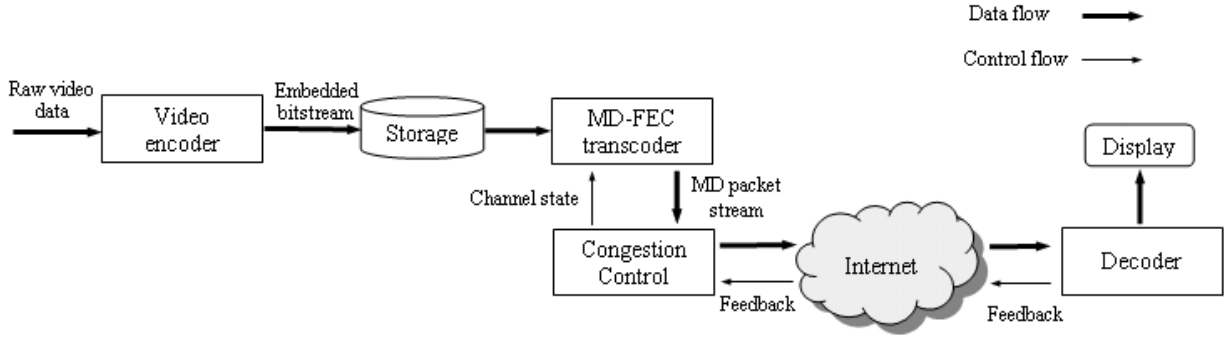 Data flow
Control flow
Raw video
data
Video
encoder
Embedded
bitstream
Storage
MD-FEC
transcoder
Display
Channel state
MD packet
stream
Congestion
Control
Internet
Decoder
Feedback
Feedback